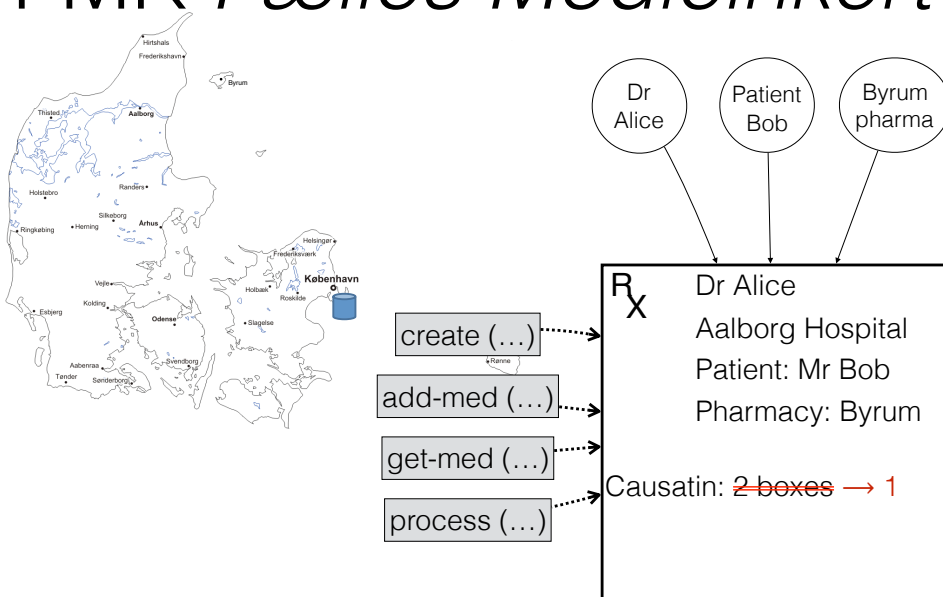 FMK Fælles Medicinkort
Hirtshals
Frederikshavn
Byrum
Thisted
Aalborg
Holstebro
Randers
Silkeborg
Ringkøbing
Herning
Århus
Helsingør
Frederiksværk
København
Vejle
Holbæk
Roskilde
Kolding
Esbjerg
Odense
Slagelse
Aabenraa
Svendborg
Tønder
Sønderborg
Rønne
Dr
Alice
Patient
Bob
Byrum
pharma
create (...)
add-med (...)
get-med (...)
process (...)
Rx
Dr Alice
Aalborg Hospital
Patient: Mr Bob
Pharmacy: Byrum
Causatin: 2 boxes → 1